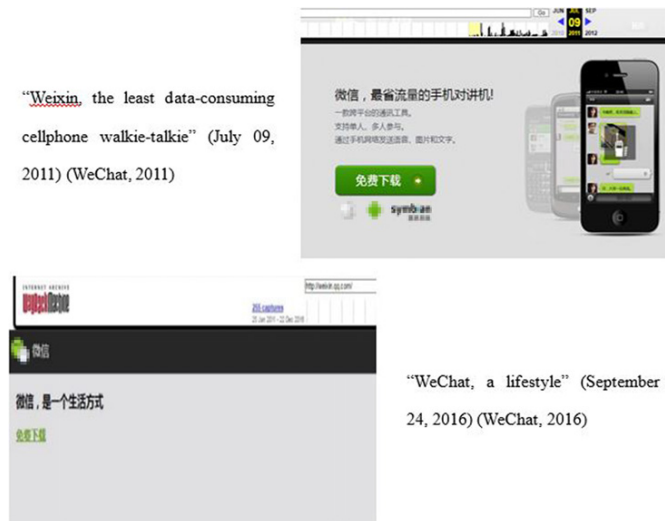 Go
JUN JUL SEP
09
2010 2011 2012
“Weixin, the least data-consuming
cellphone walkie-talkie” (July 09,
2011) (WeChat, 2011)
微信，最省流量的手机对讲机!
一款跨平台的通讯工具。
支持单人、多人参与。
通过手机网络发送语音、图片和文字。
免费下载
symbian
INTERNET ARCHIVE
WayBackMachine
http://weixin.qq.com/
255 captures
微信
微信，是一个生活方式
免费下载
“WeChat, a lifestyle” (September
24, 2016) (WeChat, 2016)